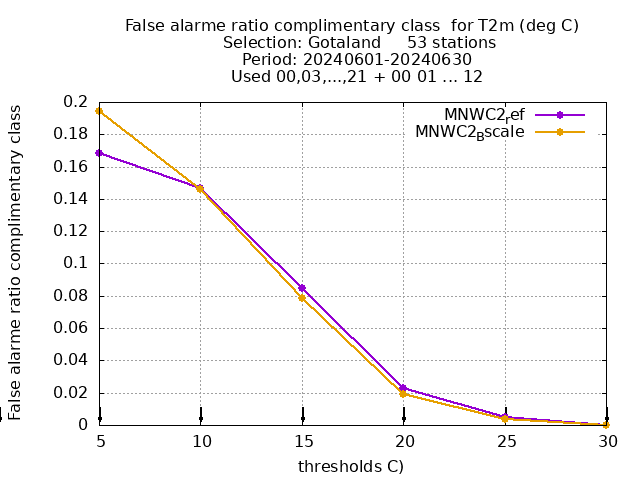 False alarme ratio complimentary class  for T2m (deg C)
Selection: Gotaland     53 stations
Period: 20240601-20240630
Used 00,03,...,21 + 00 01 ... 12
False alarme ratio complimentary class
0.2
0.18
0.16
0.14
0.12
0.1
0.08
0.06
0.04
0.02
0
MNWC2ref
MNWC2Bscale
5 10 15 20 25 30
thresholds C)